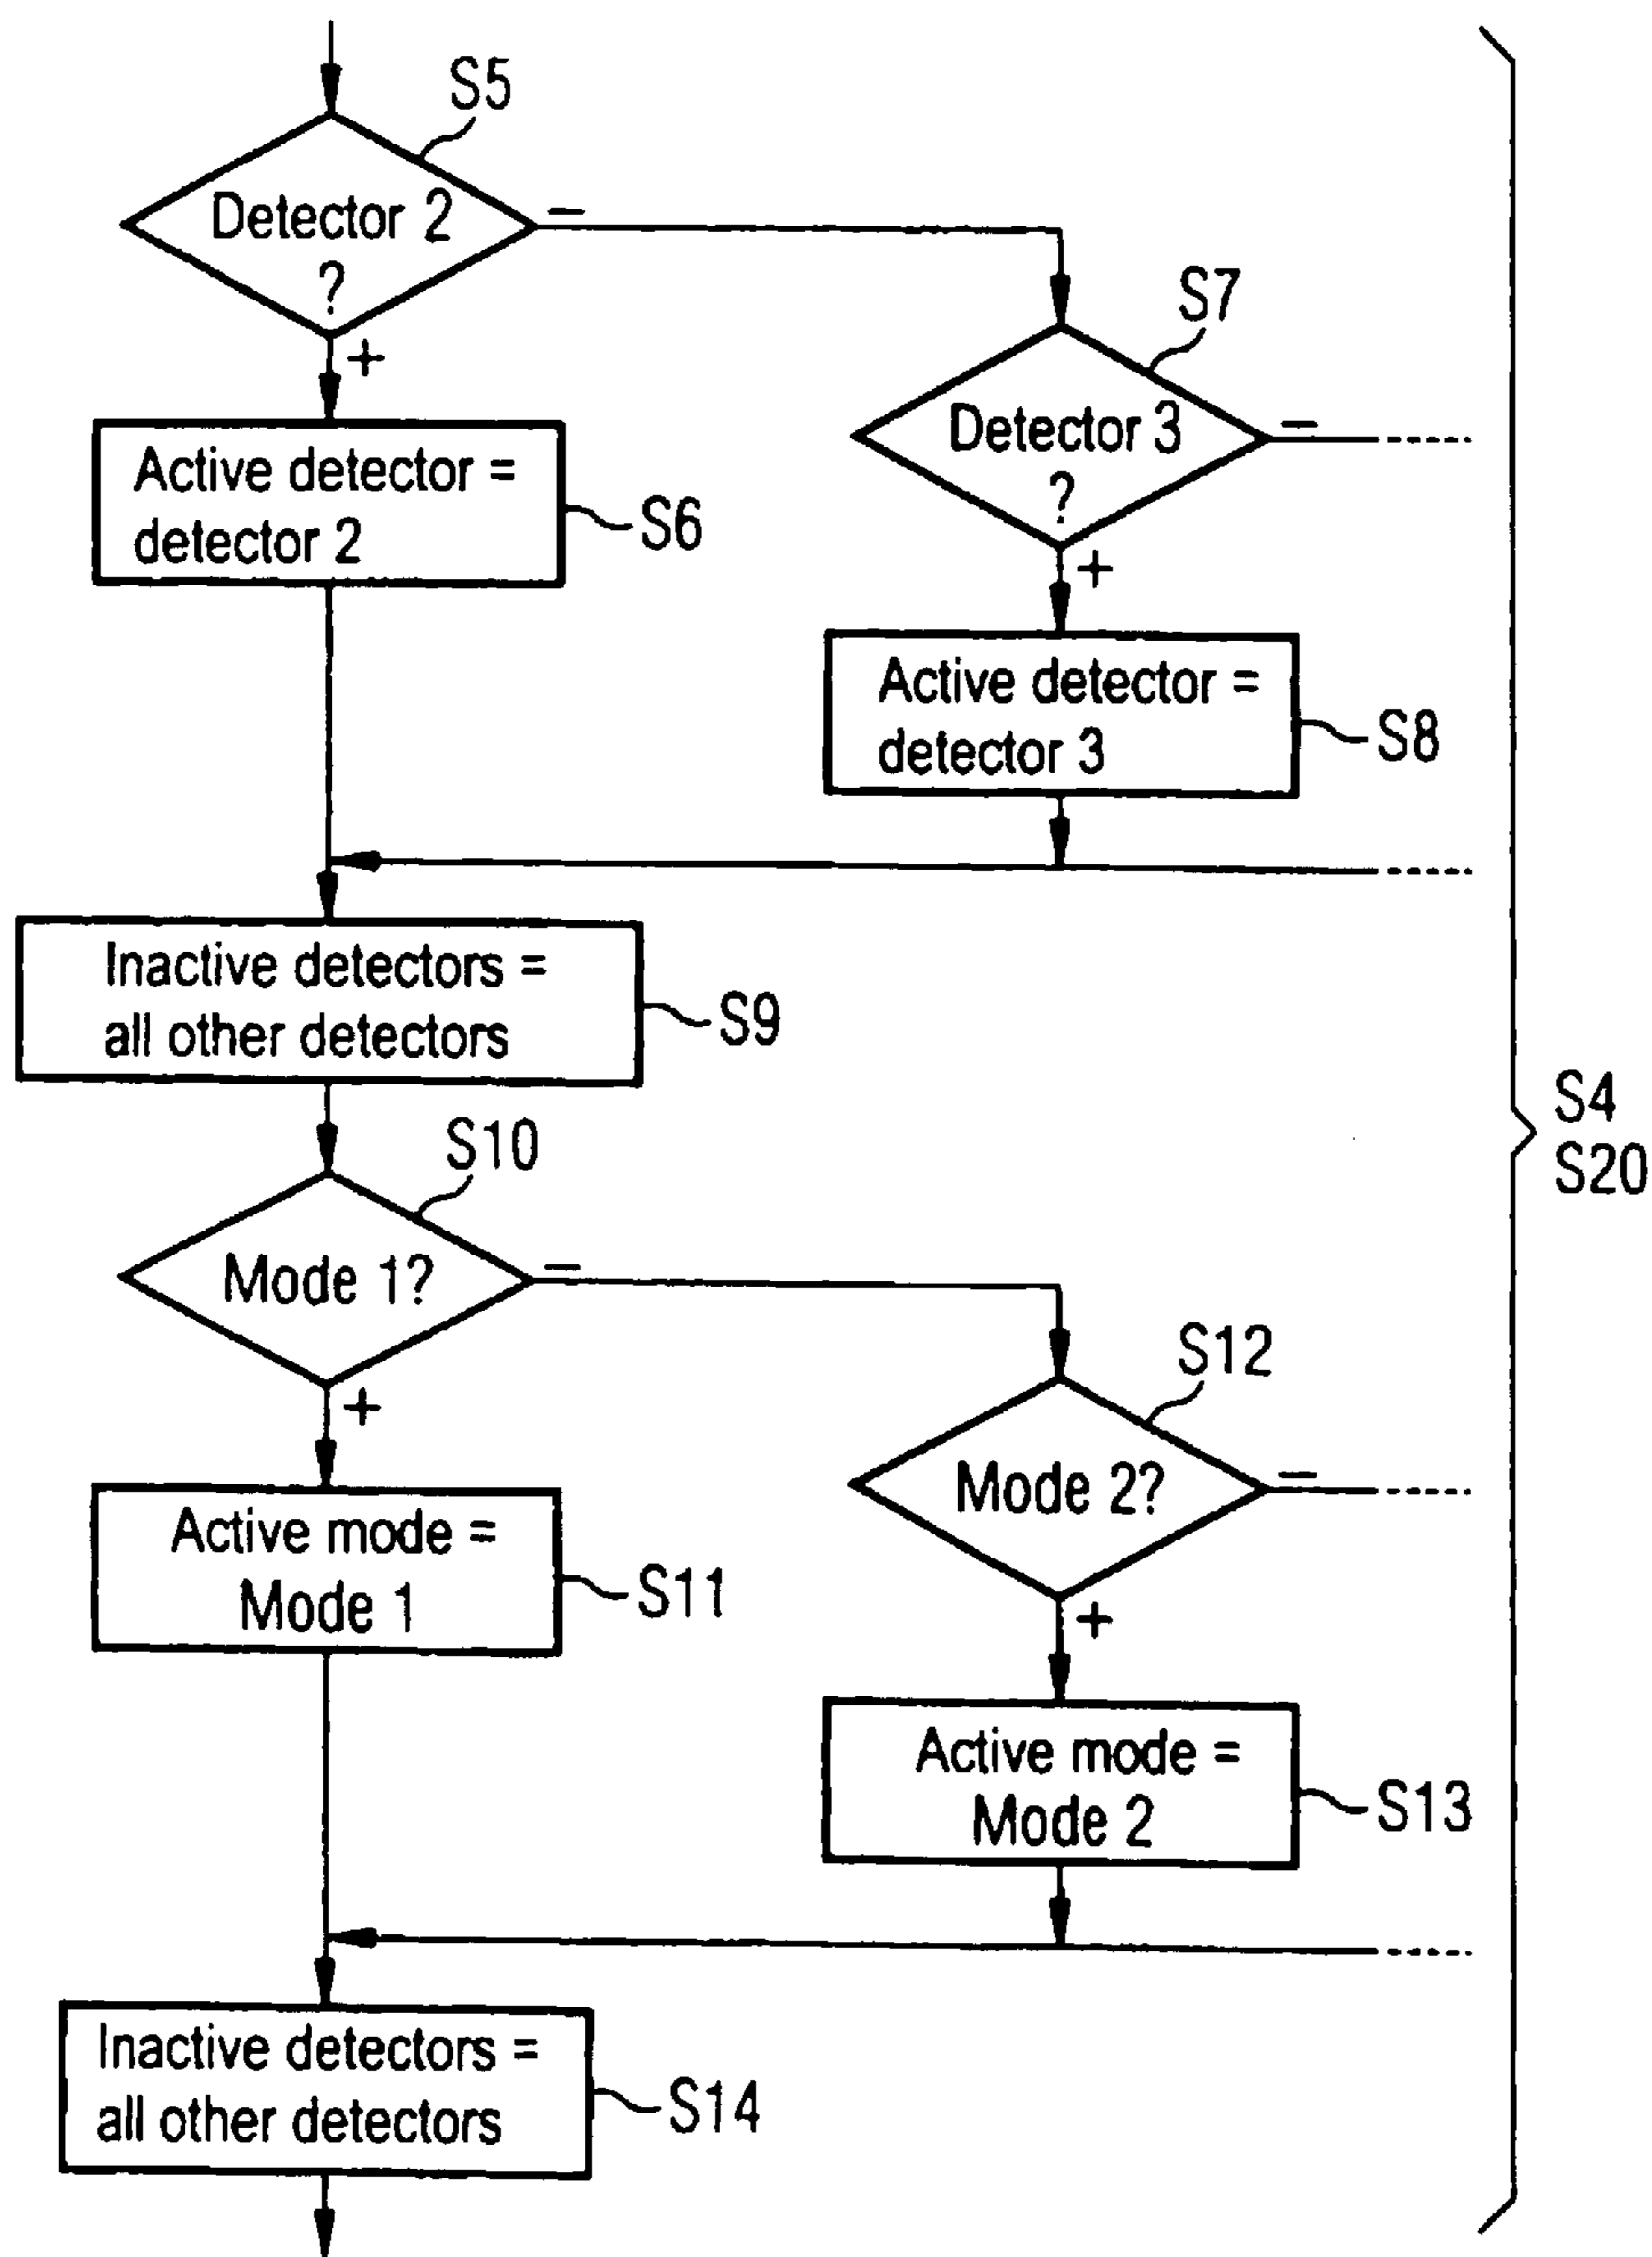 S5
Detector 2
?
–
+
S7
Detector 3
?
–
+
Active detector =
detector 2
S6
Active detector =
detector 3
S8
Inactive detectors =
all other detectors
S9
S4
S20
S10
Mode 1?
–
+
S12
Mode 2?
–
+
Active mode =
Mode 1
S11
Active mode =
Mode 2
S13
Inactive detectors =
all other detectors
S14